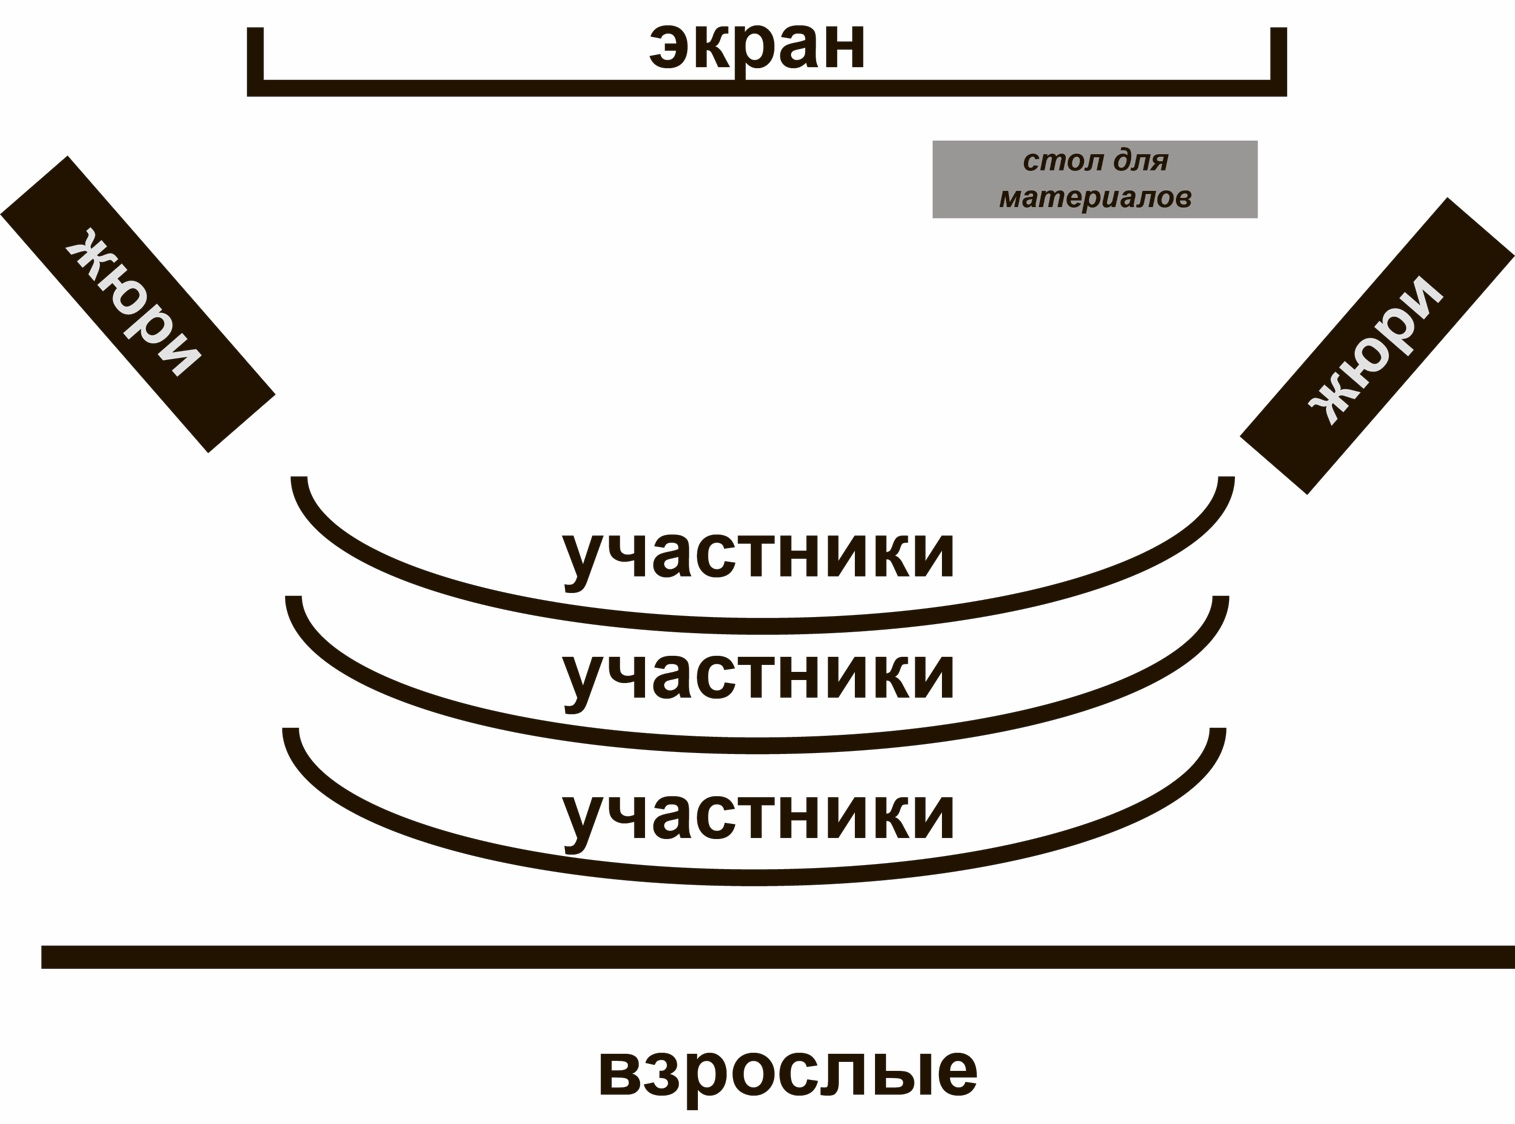 экран
стол для
материалов
жюри
жюри
участники
участники
участники
взрослые